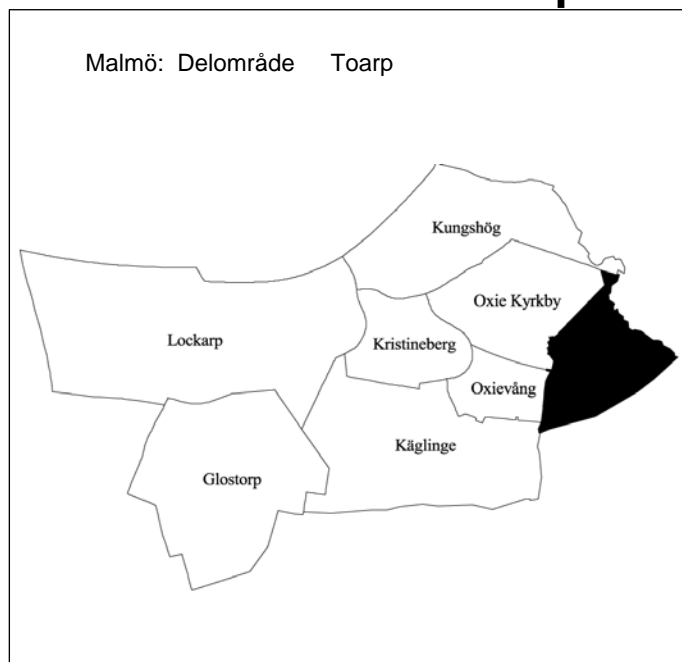 Malmö: Delområde Toarp
Kungshög
Oxie Kyrkby
Lockarp
Kristineberg
Oxievång
Käglinge
Glostorp